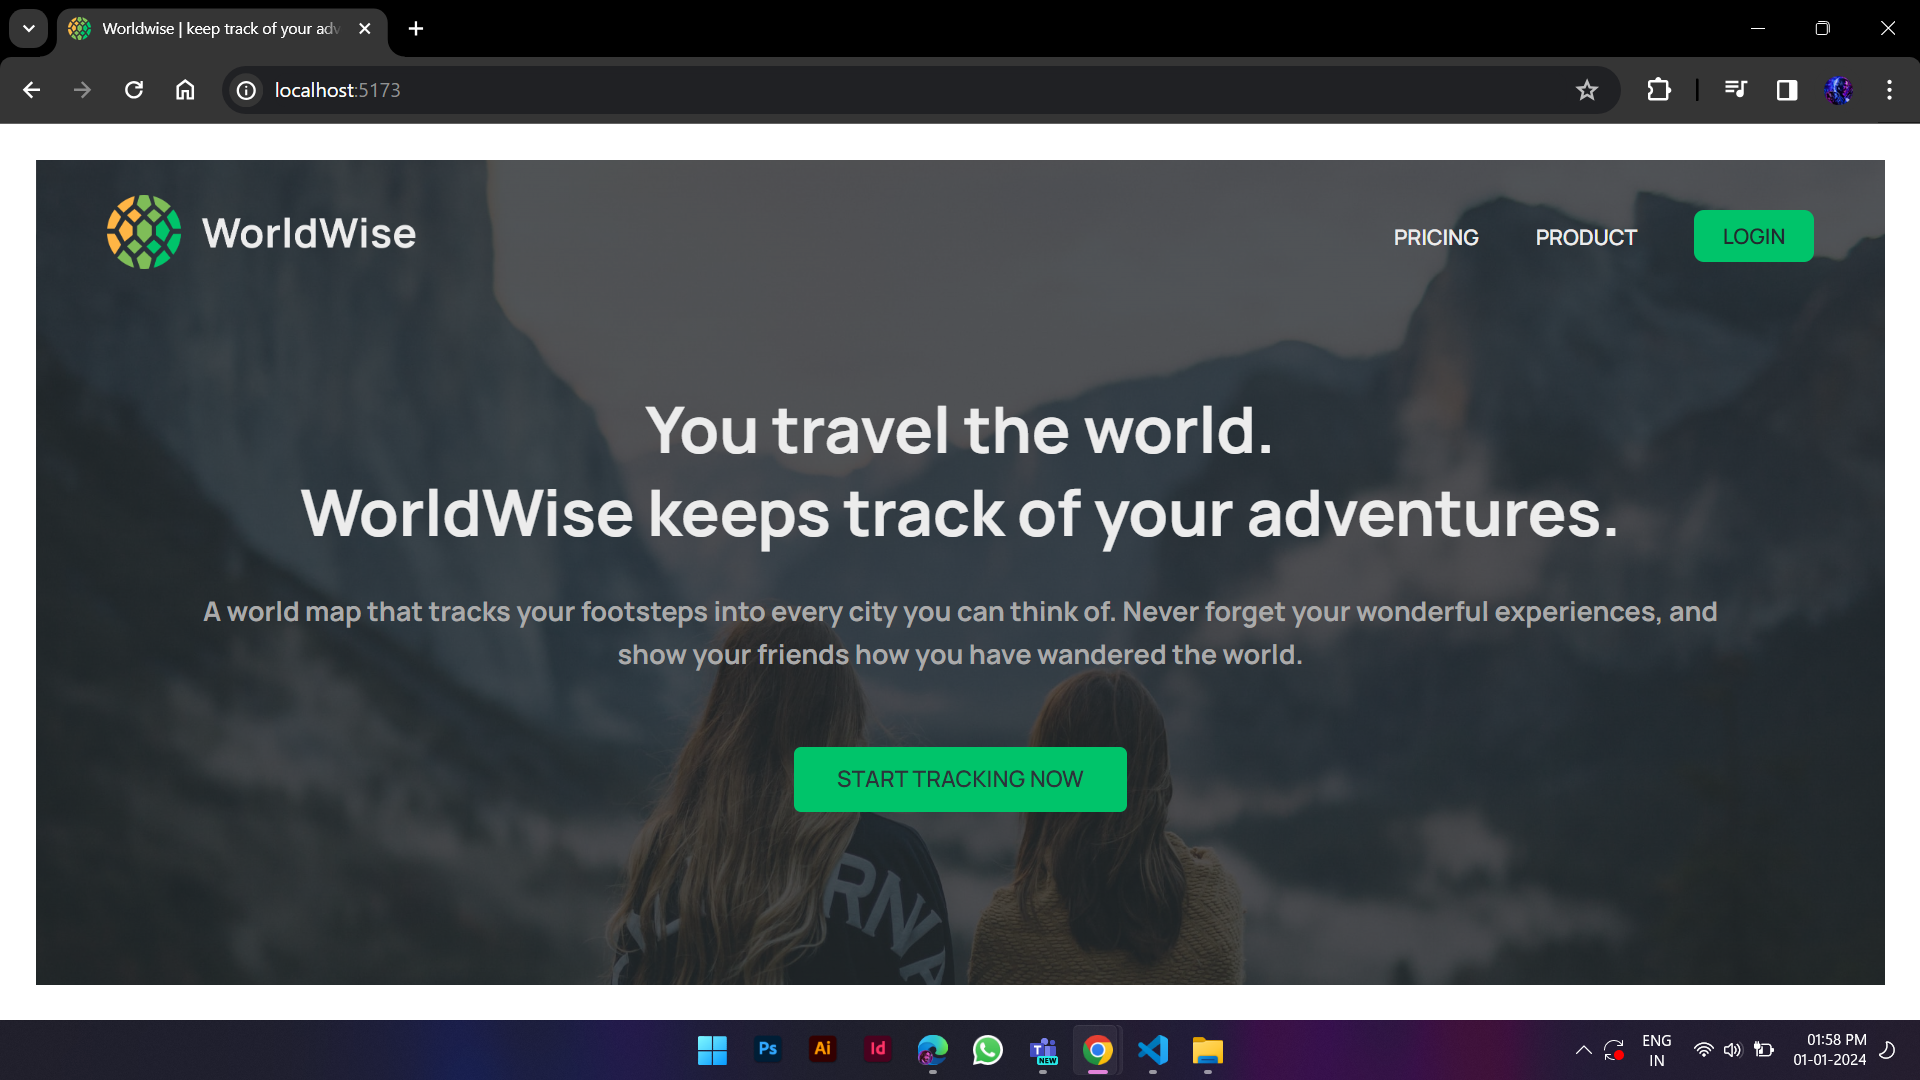 Worldwise | keep track of your adv
localhost:5173
WorldWise
PRICING
PRODUCT
LOGIN
You travel the world.
WorldWise keeps track of your adventures.
A world map that tracks your footsteps into every city you can think of. Never forget your wonderful experiences, and
show your friends how you have wandered the world.
START TRACKING NOW
RNIA
Ps
Ai
Id
NEW
ENG
IN
01:58 PM
01-01-2024